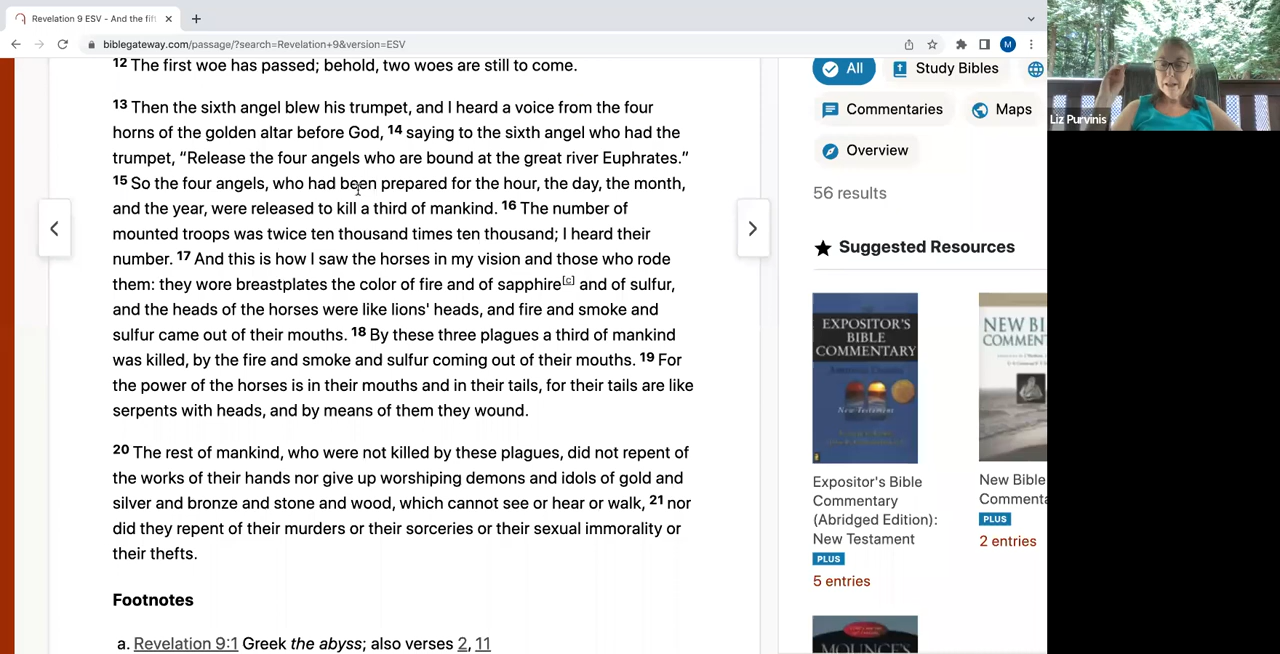 Revelation 9 ESV - And the fif
biblegateway.com/passage/?search=Revelation+9&version=ESV
M
12 The first woe has passed; behold, two woes are still to come.
13 Then the sixth angel blew his trumpet, and I heard a voice from the four
horns of the golden altar before God, 14 saying to the sixth angel who had the
trumpet, “Release the four angels who are bound at the great river Euphrates.”
15 So the four angels, who had been prepared for the hour, the day, the month,
and the year, were released to kill a third of mankind. 16 The number of
mounted troops was twice ten thousand times ten thousand; I heard their
number. 17 And this is how I saw the horses in my vision and those who rode
them: they wore breastplates the color of fire and of sapphire[c] and of sulfur,
and the heads of the horses were like lions' heads, and fire and smoke and
sulfur came out of their mouths. 18 By these three plagues a third of mankind
was killed, by the fire and smoke and sulfur coming out of their mouths. 19 For
the power of the horses is in their mouths and in their tails, for their tails are like
serpents with heads, and by means of them they wound.
20 The rest of mankind, who were not killed by these plagues, did not repent of
the works of their hands nor give up worshiping demons and idols of gold and
silver and bronze and stone and wood, which cannot see or hear or walk, 21 nor
did they repent of their murders or their sorceries or their sexual immorality or
their thefts.
Footnotes
a. Revelation 9:1 Greek the abyss; also verses 2, 11
All
Study Bibles
Commentaries
Maps
Overview
56 results
Suggested Resources
EXPOSITOR'S
BIBLE
COMMENTARY
New Testament
NEW BI
COMMENT
Expositor's Bible
Commentary
(Abridged Edition):
New Testament
PLUS
5 entries
New Bible
Commenta
PLUS
2 entries
MOUNCE'S
Liz Purvinis